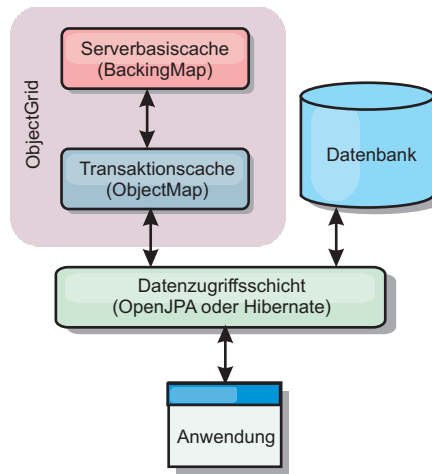 ObjectGrid
Serverbasiscache
(BackingMap)
Transaktionscache
(ObjectMap)
Datenbank
Datenzugriffsschicht
(OpenJPA oder Hibernate)
Anwendung